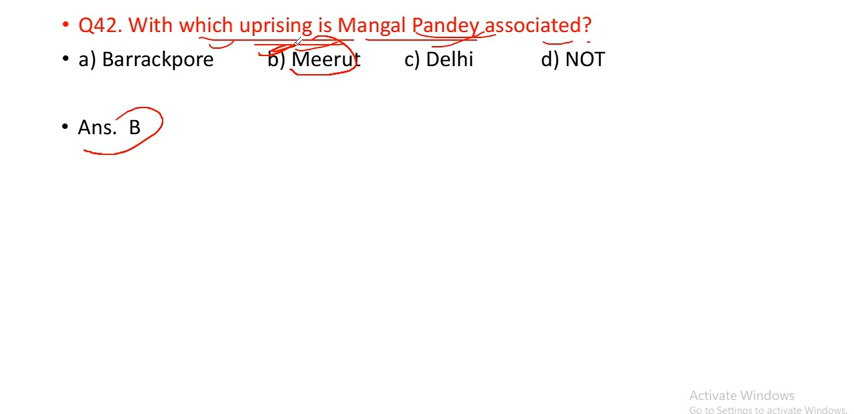 • Q42. With which uprising is Mangal Pandey associated?
• a) Barrackpore b) Meerut c) Delhi d) NOT
• Ans. B
Activate Windows
Go to Settings to activate Windows.